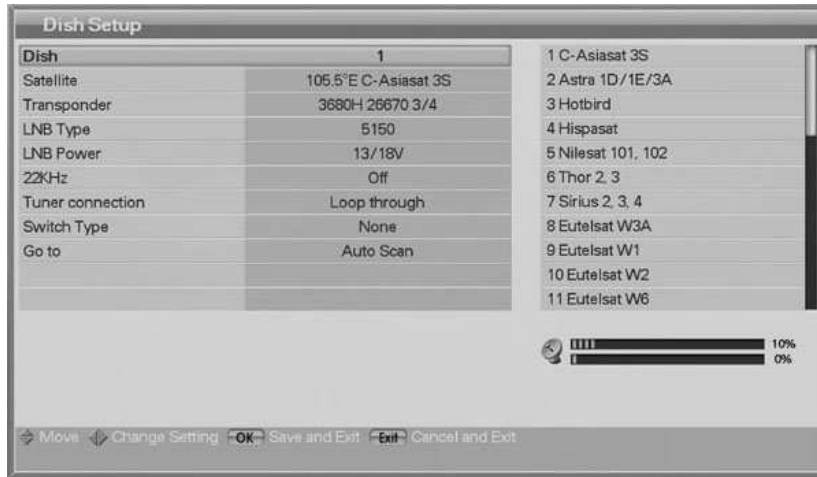 Dish Setup
Dish 1
Satellite 105.5°E C-Asiasat 3S
Transponder 3680H 26670 3/4
LNB Type 5150
LNB Power 13/18V
22KHz Off
Tuner connection Loop through
Switch Type None
Go to Auto Scan
1 C-Asiasat 3S
2 Astra 1D/1E/3A
3 Hotbird
4 Hispasat
5 Nilesat 101, 102
6 Thor 2, 3
7 Sirius 2, 3, 4
8 Eutelsat W3A
9 Eutelsat W1
10 Eutelsat W2
11 Eutelsat W6
10%
0%
Move Change Setting OK Save and Exit Exit Cancel and Exit